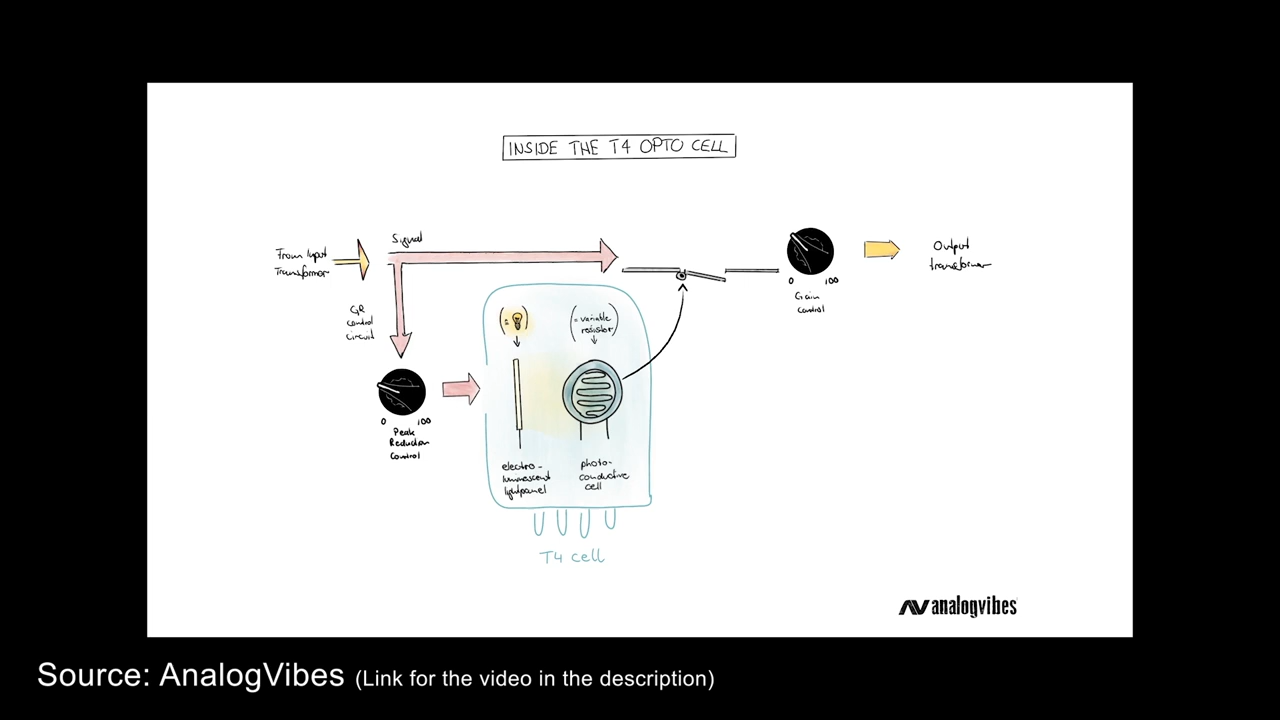 INSIDE THE T4 OPTO CELL
From Input
Transformer
Signal
GR
control
circuit
0 100
Peak
Reduction
Control
(= )
(= variable
resistor)
electro-
luminescent
lightpanel
photo-
conductive
cell
T4 cell
0 100
Gain
Control
Output
transformer
analogvibes
Source: AnalogVibes (Link for the video in the description)